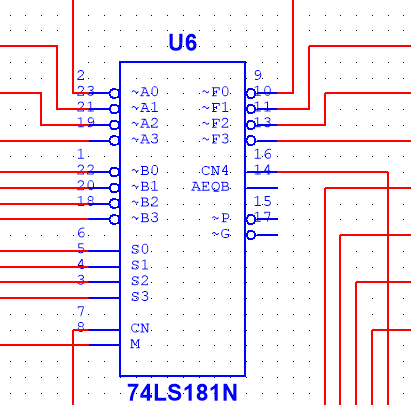 U6
2 9
23 ~A0 ~F0 10
21 ~A1 ~F1 11
19 ~A2 ~F2 13
~A3 ~F3
1 16
22 ~B0 CN4 14
20 ~B1 AEQB
18 ~B2 15
~B3 ~P 17
6 ~G
5 S0
4 S1
3 S2
S3
7
8 CN
M
74LS181N